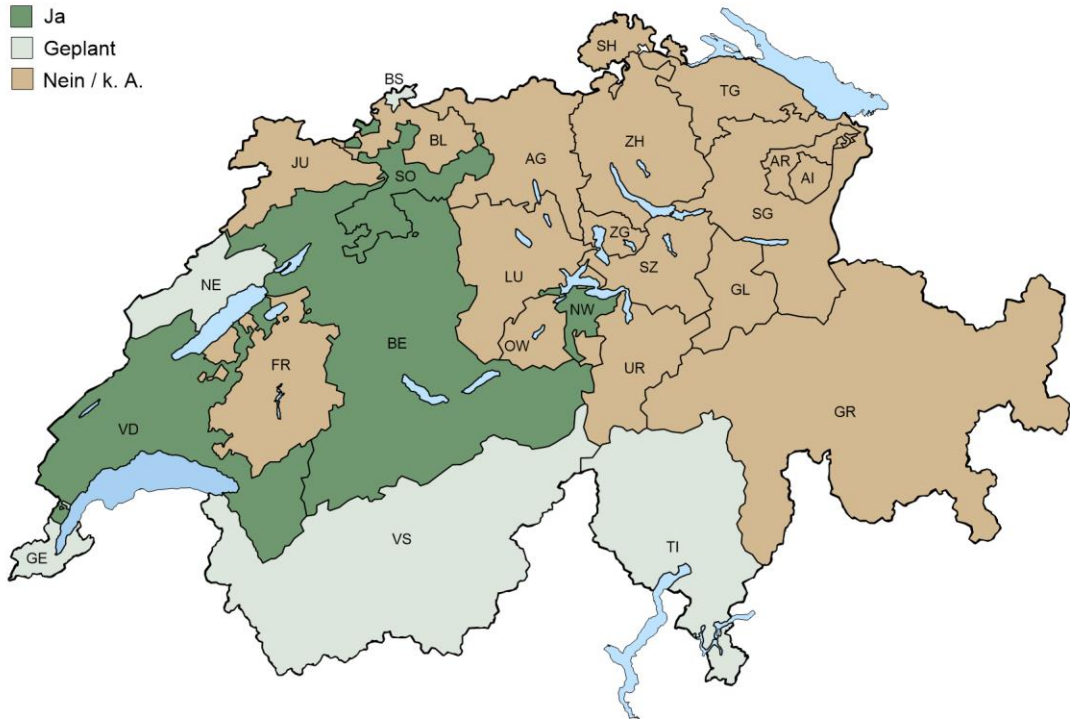 Ja
Geplant
Nein / k. A.
SH
BS
TG
BL
ZH
JU
AG
AR
AI
SO
SG
ZG
LU
SZ
NE
GL
NW
BE
OW
FR
UR
GR
VD
VS
TI
GE